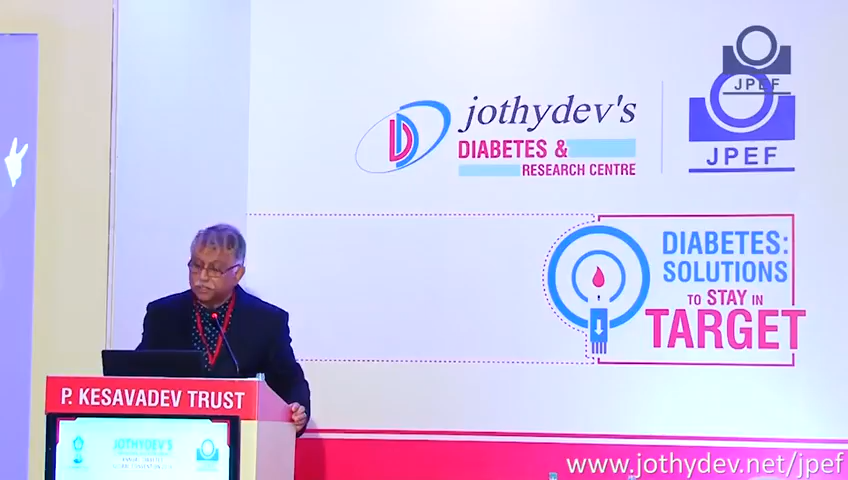 JPEF
jothydev's
DIABETES &
RESEARCH CENTRE
JPEF
DIABETES:
SOLUTIONS
TO STAY IN
TARGET
P. KESAVADEV TRUST
JOTHYDEV'S
www.jothydev.net/jpef